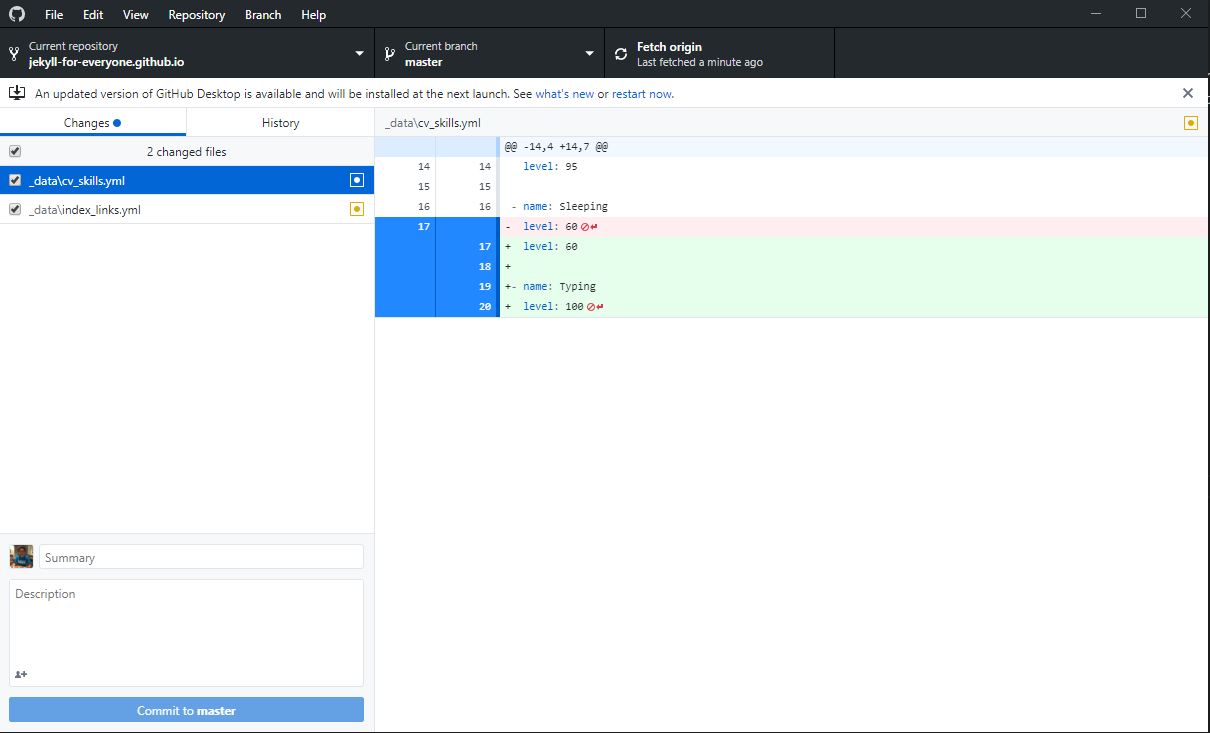 File Edit View Repository Branch Help
Current repository
jekyll-for-everyone.github.io
Current branch
master
Fetch origin
Last fetched a minute ago
An updated version of GitHub Desktop is available and will be installed at the next launch. See what's new or restart now.
Changes
History
2 changed files
_data\cv_skills.yml
_data\index_links.yml
Summary
Description
Commit to master
_data\cv_skills.yml
@@ -14,4 +14,7 @@
14 14 level: 95
15 15
16 16 - name: Sleeping
17 - level: 60
17 + level: 60
18 +
19 +- name: Typing
20 + level: 100